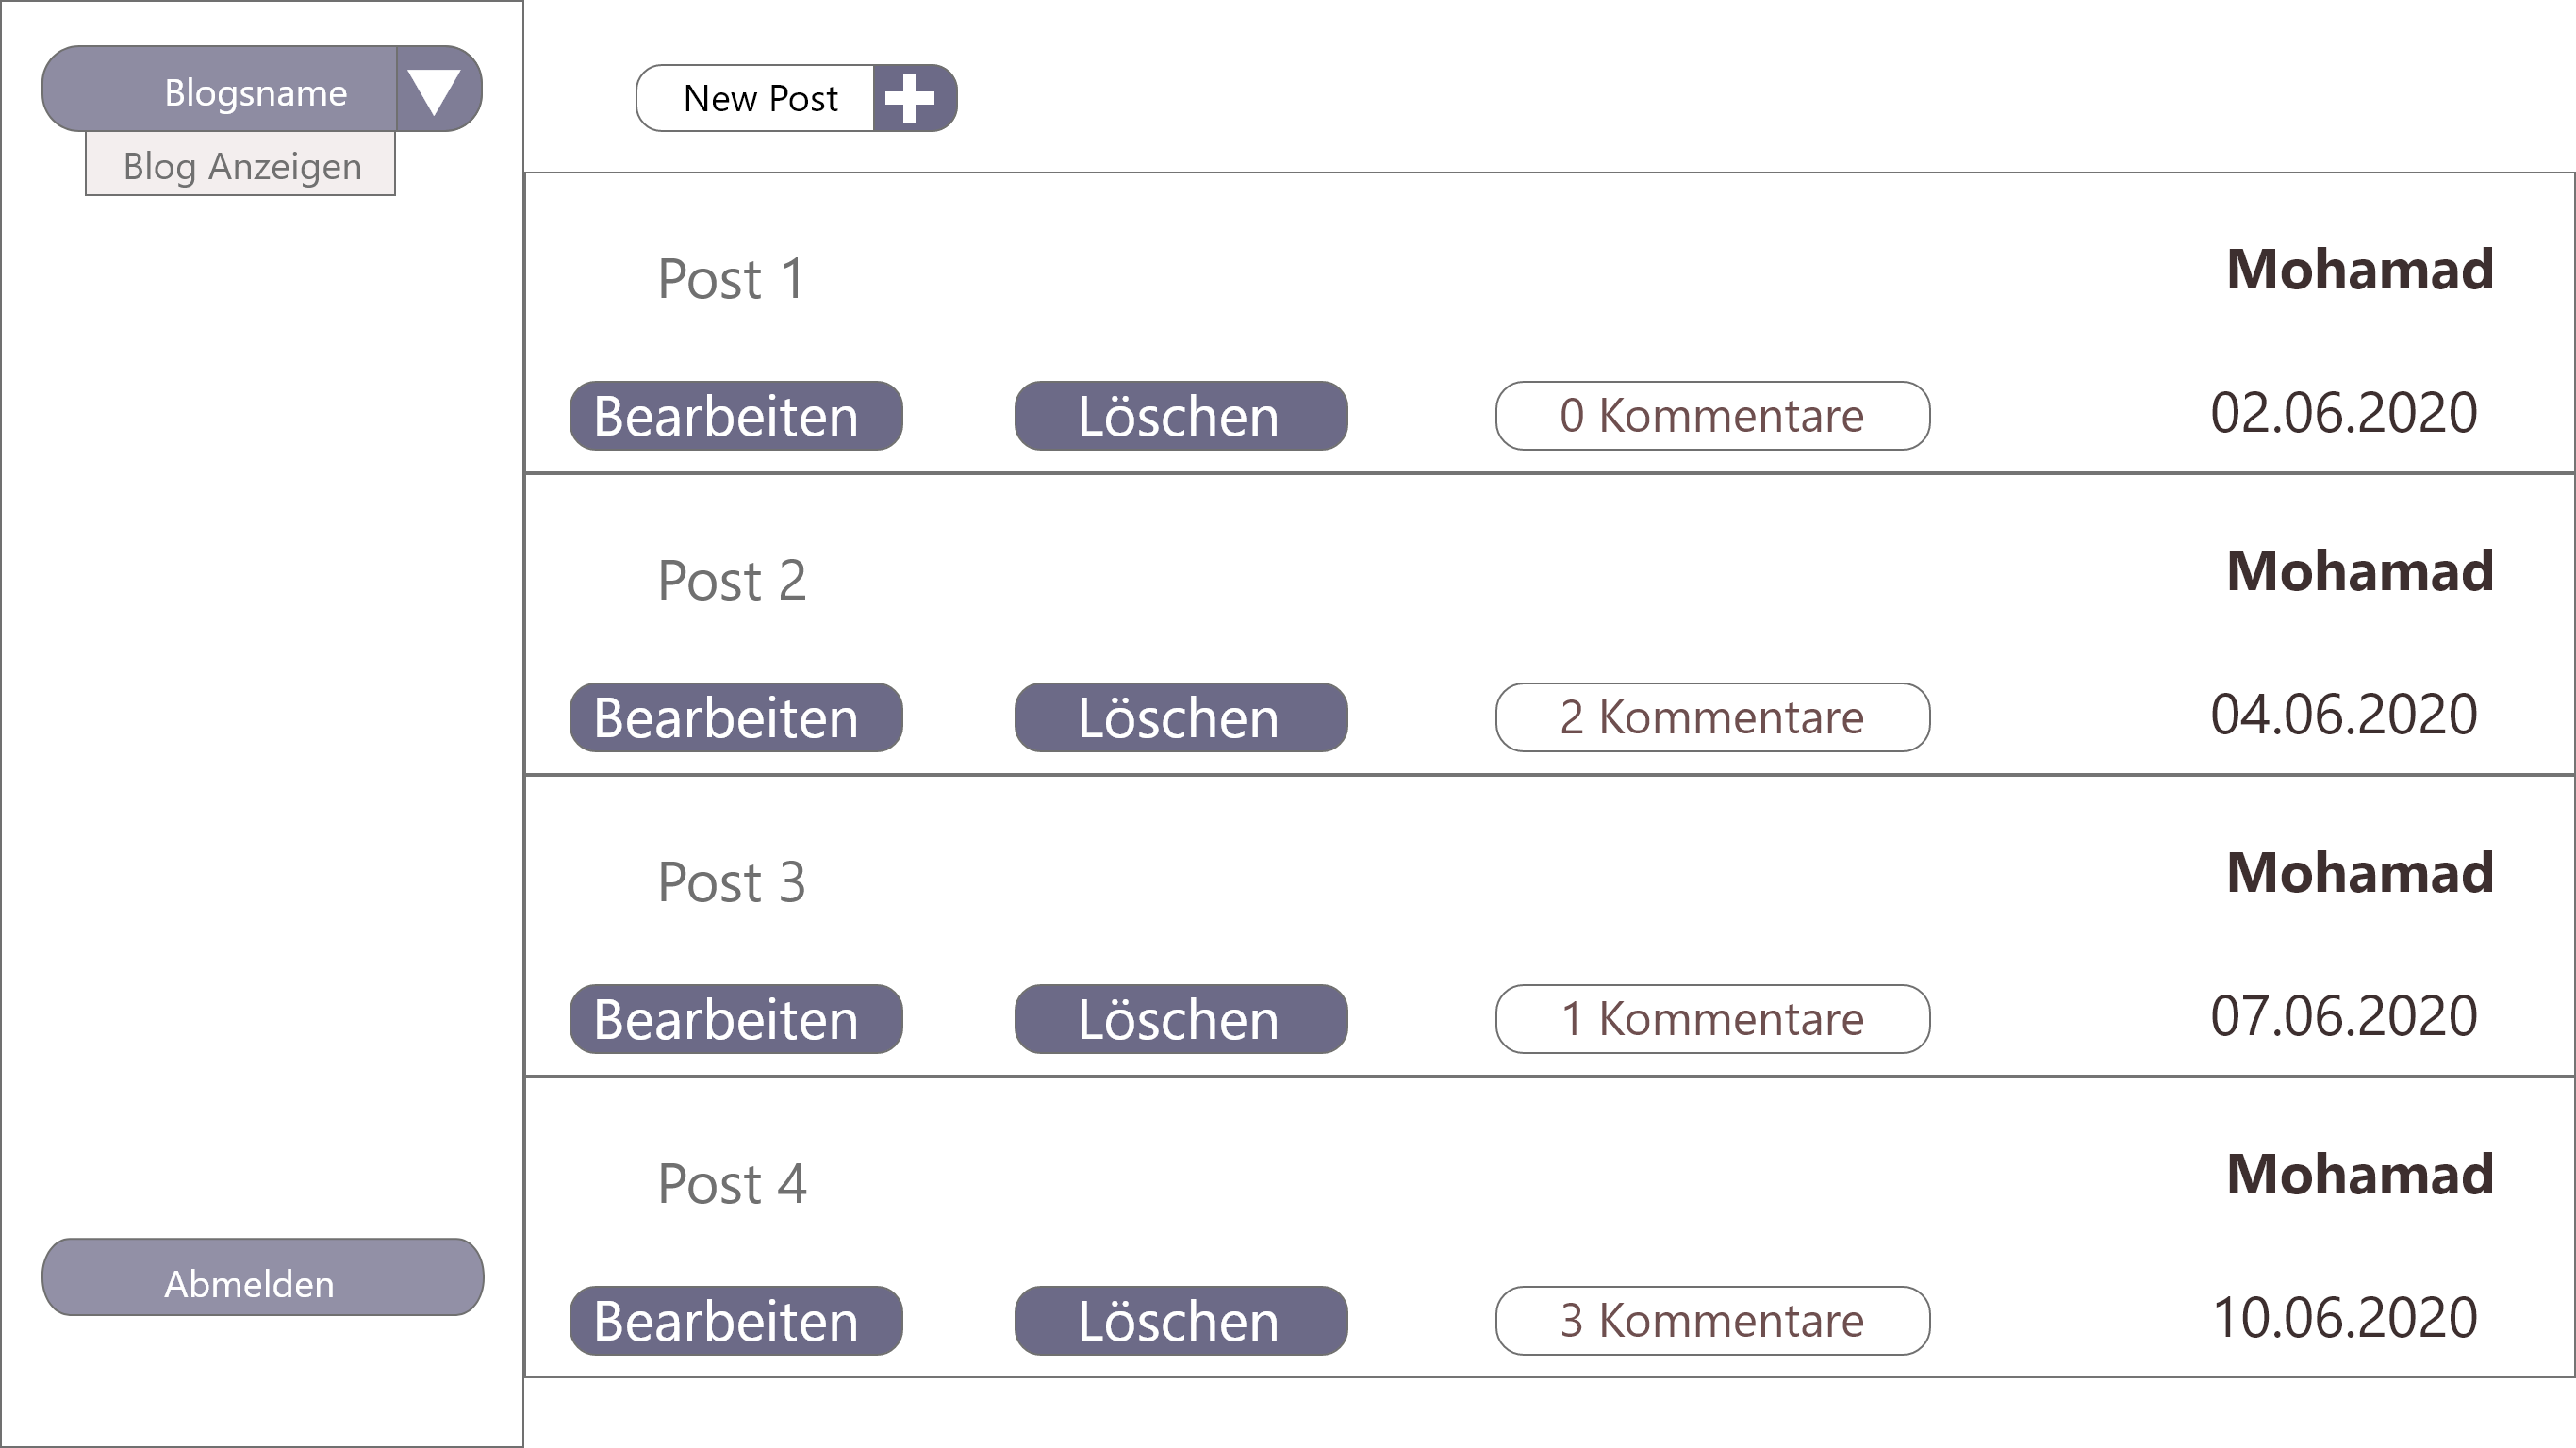 Blogsname
Blog Anzeigen
Abmelden
New Post
Post 1
Mohamad
Bearbeiten Löschen 0 Kommentare 02.06.2020
Post 2
Mohamad
Bearbeiten Löschen 2 Kommentare 04.06.2020
Post 3
Mohamad
Bearbeiten Löschen 1 Kommentare 07.06.2020
Post 4
Mohamad
Bearbeiten Löschen 3 Kommentare 10.06.2020